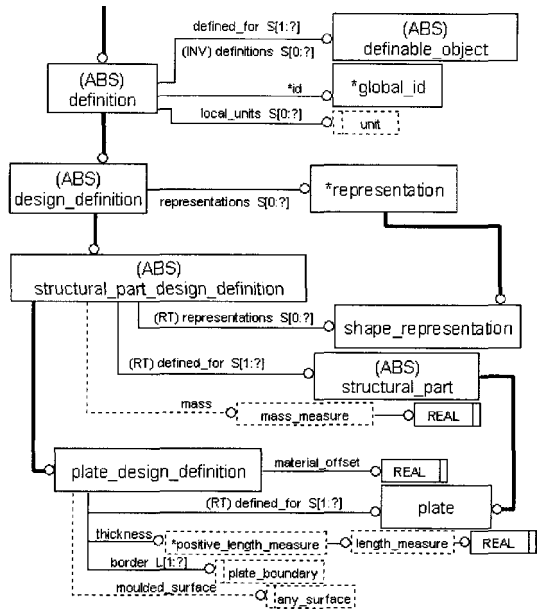 defined_for S[1:?]
(ABS)
definable_object
(INV) definitions S[0:?]
(ABS)
definition
*id
*global_id
local_units S[0:?]
unit
(ABS)
design_definition
*representation
representations S[0:?]
(ABS)
structural_part_design_definition
(RT) representations S[0:?]
shape_representation
(RT) defined_for S[1:?]
(ABS)
structural_part
mass
mass_measure
REAL
plate_design_definition
material_offset
REAL
(RT) defined_for S[1:?]
plate
thickness
*positive_length_measure
length_measure
REAL
border L[1:?]
plate_boundary
moulded_surface
any_surface